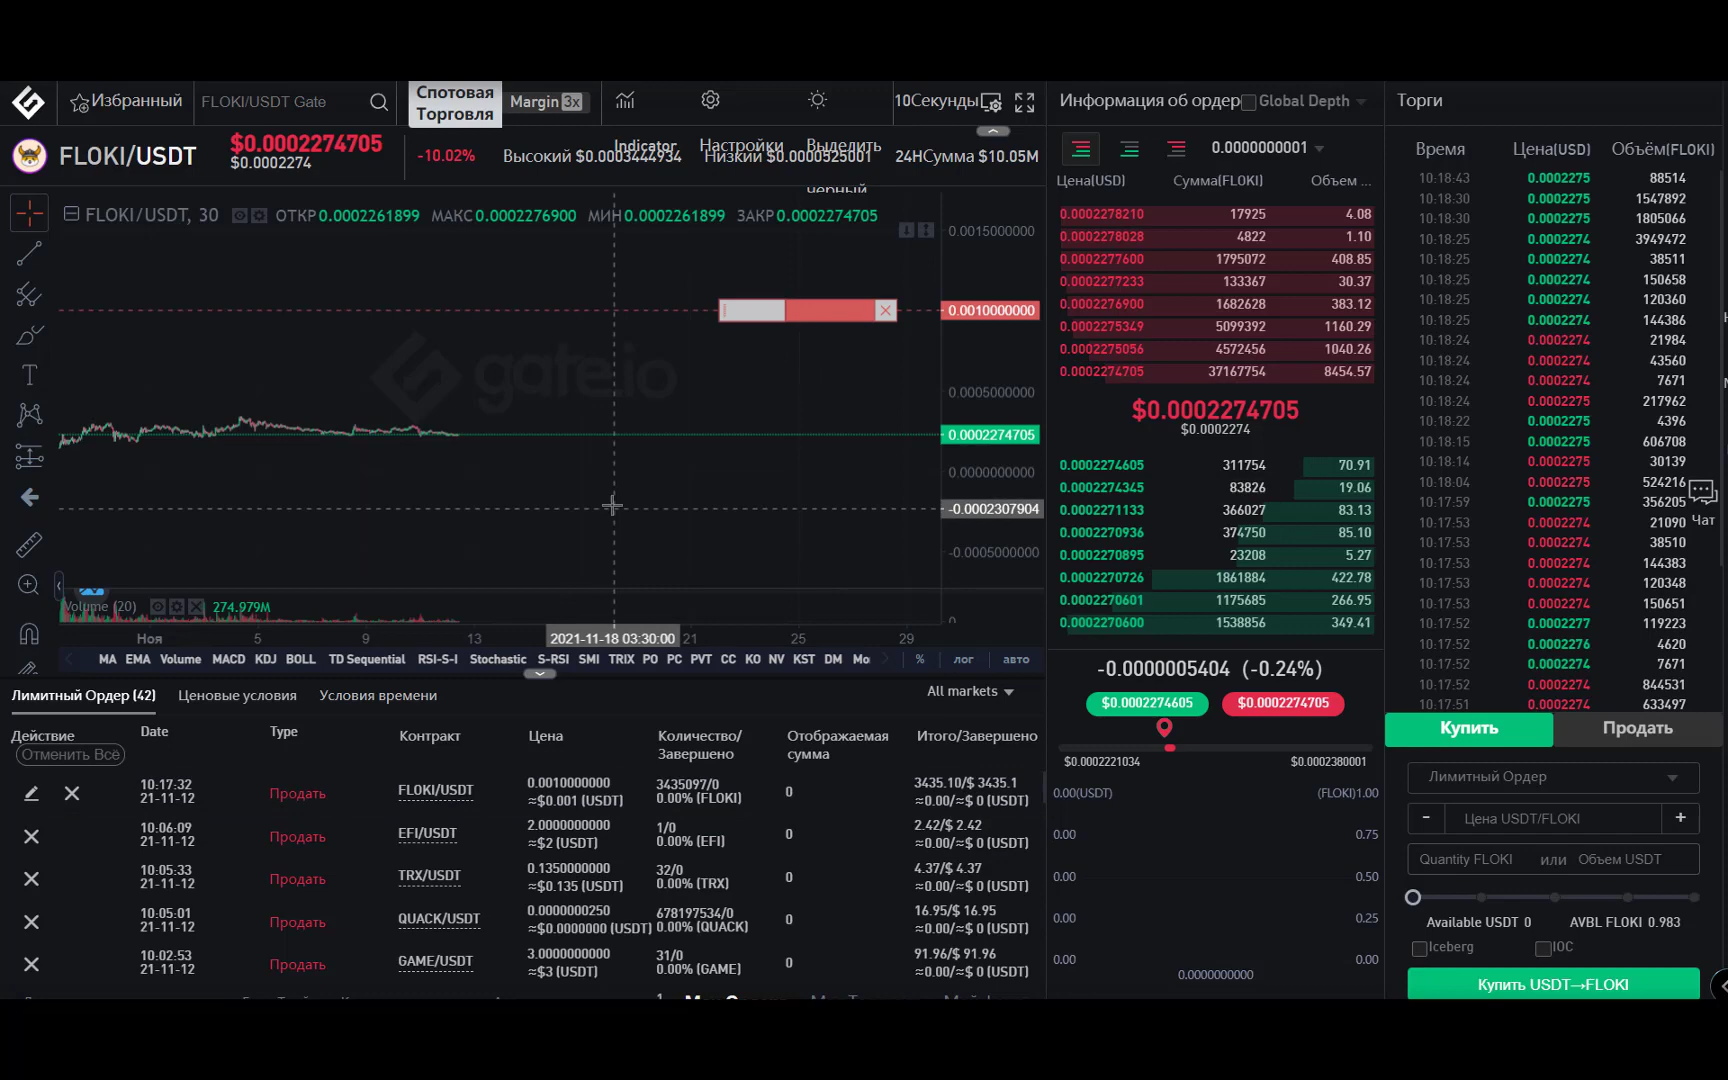 Избранный
FLOKI/USDT Gate
Спотовая
Торговля
Margin 3x
10Секунды
Информация об ордер
Global Depth
Торги
FLOKI/USDT
$0.0002274705
$0.0002274
-10.02%
Indicator
Настройки
Выделить
Высокий $0.0003444934
Низкий $0.0000925001
24HСумма $10.05M
FLOKI/USDT, 30
ОТКР0.0002261899 МАКС0.0002276900 МИН0.0002261899 ЗАКР0.0002274705
gate.io
0.0015000000
0.0010000000
0.0005000000
0.0002274705
0.0000000000
-0.0002307904
-0.0005000000
Volume (20)
274.979M
Ноя 5 9 13
2021-11-18 03:30:00
21 25 29
MA EMA Volume MACD KDJ BOLL TD Sequential RSI-S-I Stochastic S-RSI SMI TRIX PO PC PVT CC KO NV KST DM Mo
% лог авто
Лимитный Ордер (42) Ценовые условия Условия времени
All markets
Действие
Отменить Всё
Date
Type
Контракт
Цена
Количество/
Завершено
Отображаемая
сумма
Итого/Завершено
10:17:32
21-11-12
Продать
FLOKI/USDT
0.0010000000
≈$0.001 (USDT)
3435097/0
0.00% (FLOKI)
0
3435.10/$ 3435.1
≈0.00/≈$ 0 (USDT)
10:06:09
21-11-12
Продать
EFI/USDT
2.0000000000
≈$2 (USDT)
1/0
0.00% (EFI)
0
2.42/$ 2.42
≈0.00/≈$ 0 (USDT)
10:05:33
21-11-12
Продать
TRX/USDT
0.1350000000
≈$0.135 (USDT)
32/0
0.00% (TRX)
0
4.37/$ 4.37
≈0.00/≈$ 0 (USDT)
10:05:01
21-11-12
Продать
QUACK/USDT
0.0000000250
≈$0.0000000 (USDT)
678197534/0
0.00% (QUACK)
0
16.95/$ 16.95
≈0.00/≈$ 0 (USDT)
10:02:53
21-11-12
Продать
GAME/USDT
3.0000000000
≈$3 (USDT)
31/0
0.00% (GAME)
0
91.96/$ 91.96
≈0.00/≈$ 0 (USDT)
0.0000000001
Цена(USD) Сумма(FLOKI) Объем ...
0.0002278210 17925 4.08
0.0002278028 4822 1.10
0.0002277600 1795072 408.85
0.0002277233 133367 30.37
0.0002276900 1682628 383.12
0.0002275349 5099392 1160.29
0.0002275056 4572456 1040.26
0.0002274705 37167754 8454.57
$0.0002274705
$0.0002274
0.0002274605 311754 70.91
0.0002274345 83826 19.06
0.0002271133 366027 83.13
0.0002270936 374750 85.10
0.0002270895 23208 5.27
0.0002270726 1861884 422.78
0.0002270601 1175685 266.95
0.0002270600 1538856 349.41
-0.0000005404 (-0.24%)
$0.0002274605 $0.0002274705
$0.0002221034 $0.0002380001
0.00(USDT) (FLOKI)1.00
0.00 0.75
0.00 0.50
0.00 0.25
0.00 0.00
0.0000000000
Время Цена(USD) Объём(FLOKI)
10:18:43 0.0002275 88514
10:18:30 0.0002275 1547892
10:18:30 0.0002275 1805066
10:18:25 0.0002274 3949472
10:18:25 0.0002274 38511
10:18:25 0.0002274 150658
10:18:25 0.0002274 120360
10:18:25 0.0002274 144386
10:18:24 0.0002274 21984
10:18:24 0.0002274 43560
10:18:24 0.0002274 7671
10:18:24 0.0002274 217962
10:18:22 0.0002274 4396
10:18:15 0.0002275 606708
10:18:14 0.0002275 30139
10:18:04 0.0002275 524216
10:17:59 0.0002275 356205
10:17:53 0.0002274 21090
10:17:53 0.0002274 38510
10:17:53 0.0002274 144383
10:17:53 0.0002274 120348
10:17:53 0.0002274 150651
10:17:52 0.0002277 119223
10:17:52 0.0002276 4620
10:17:52 0.0002274 7671
10:17:52 0.0002274 844531
10:17:51 0.0002274 633497
Чат
Купить Продать
Лимитный Ордер
- Цена USDT/FLOKI +
Quantity FLOKI или Объем USDT
Available USDT 0 AVBL FLOKI 0.983
Iceberg IOC
Купить USDT→FLOKI